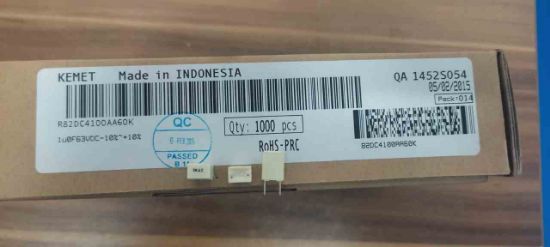 KEMET Made in INDONESIA
QA 1452S054
05/02/2015
Pack:014
R82DC4100AA60K
1u0F63VDC-10%~+10%
QC
PASSED
Qty: 1000 pcs
RoHS-PRC
82DC4100AA60K